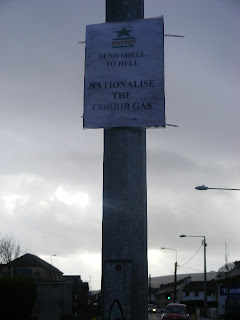 SEND SHELL
TO HELL
NATIONALISE
THE
CORRIB GAS